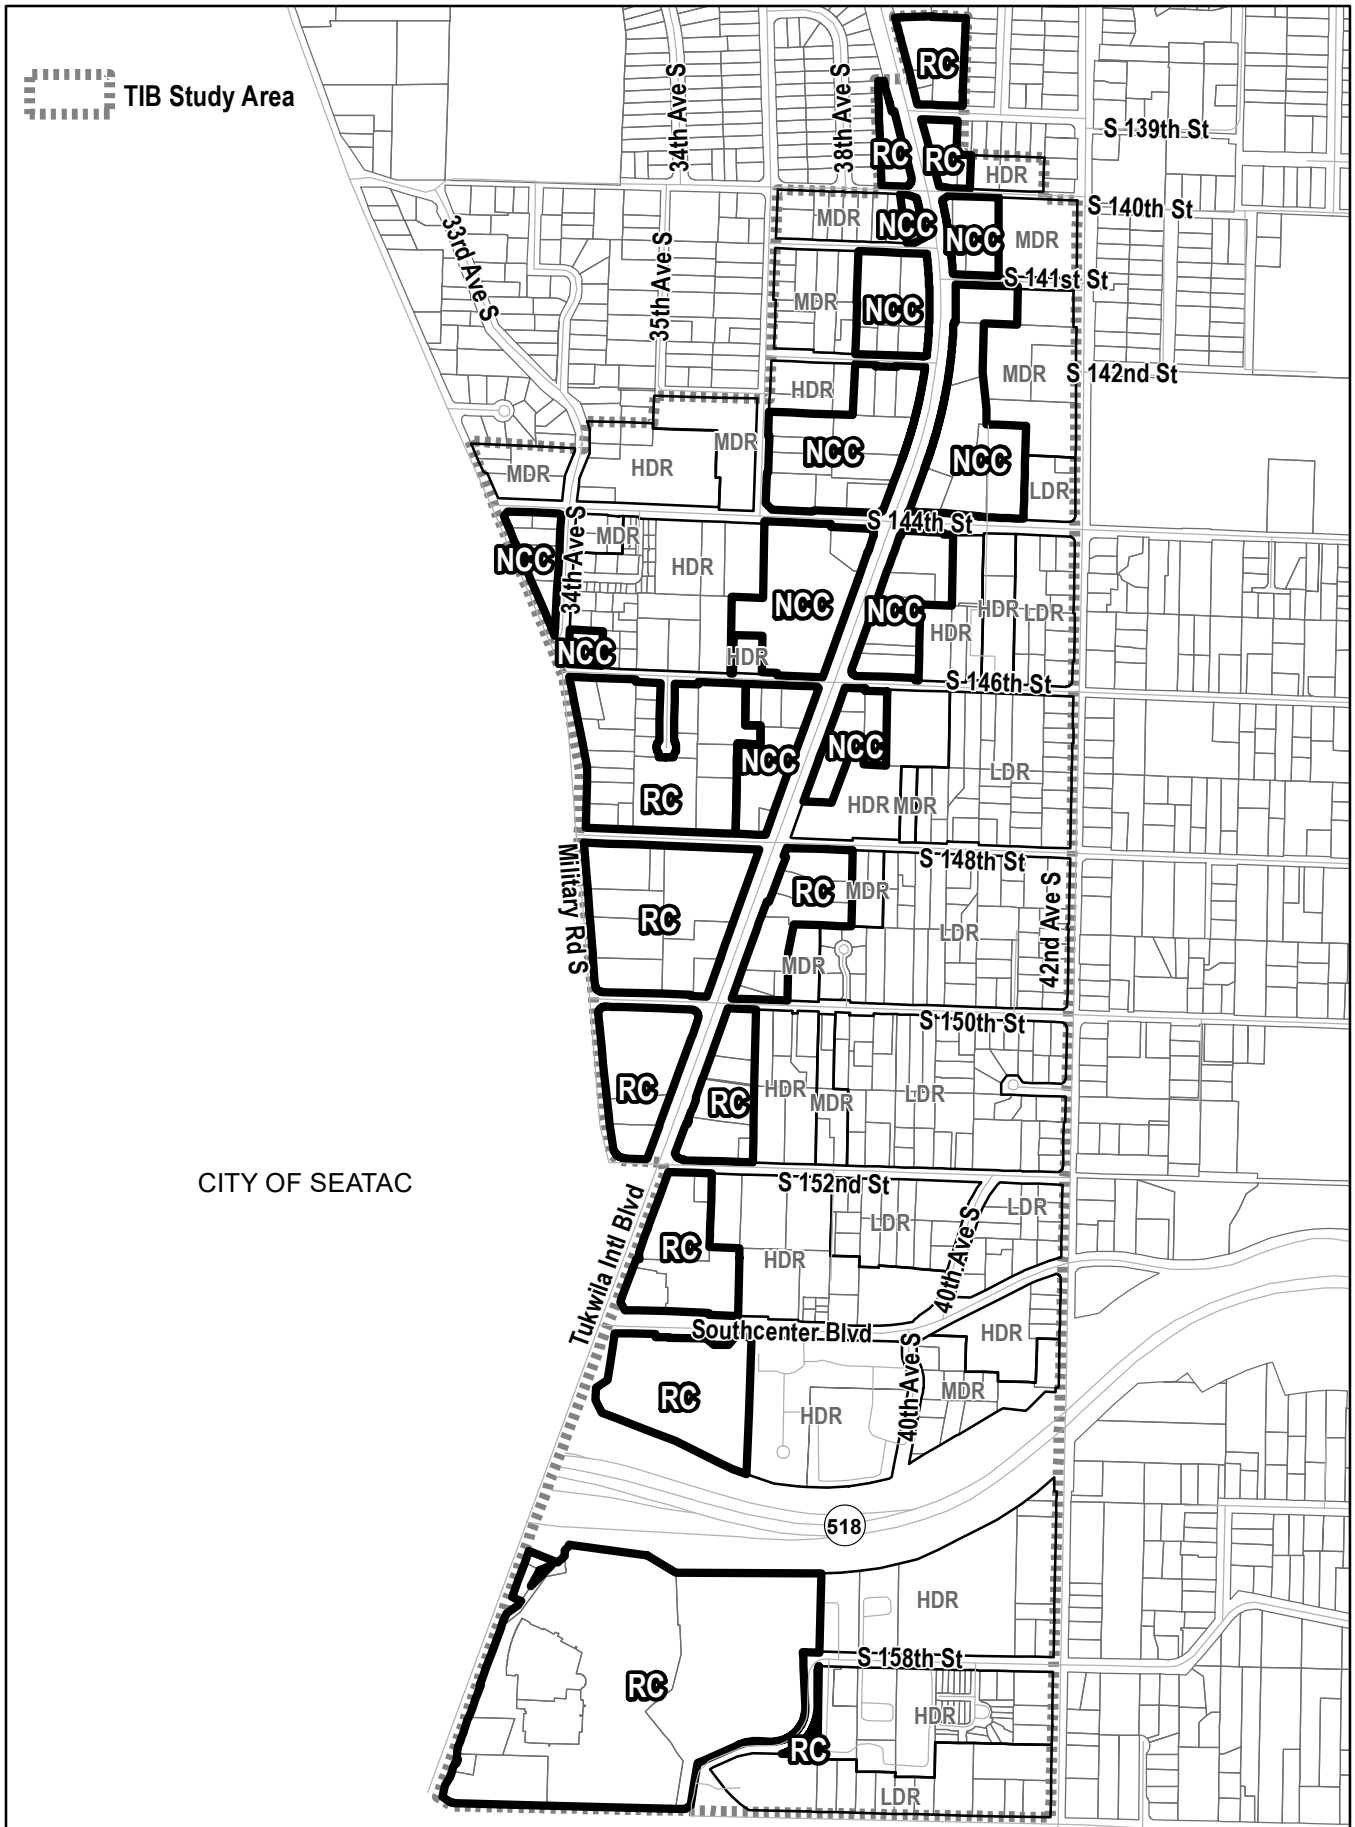 TIB Study Area
34th Ave S
38th Ave S
RC
S 139th St
RC
RC
HDR
33rd Ave S
35th Ave S
MDR
NCC
NCC
MDR
S 140th St
S 141st St
MDR
NCC
HDR
MDR
S 142nd St
MDR
HDR
MDR
NCC
NCC
LDR
S 144th St
NCC
34th Ave S
MDR
HDR
NCC
NCC
HDR
HDR
LDR
NCC
HDR
S 146th St
RC
NCC
NCC
HDR
MDR
LDR
S 148th St
Military Rd S
RC
RC
MDR
LDR
42nd Ave S
MDR
S 150th St
RC
RC
HDR
MDR
LDR
CITY OF SEATAC
S 152nd St
Tukwila Intl Blvd
RC
HDR
LDR
40th Ave S
LDR
Southcenter Blvd
HDR
RC
HDR
40th Ave S
MDR
518
HDR
S 158th St
RC
HDR
RC
LDR